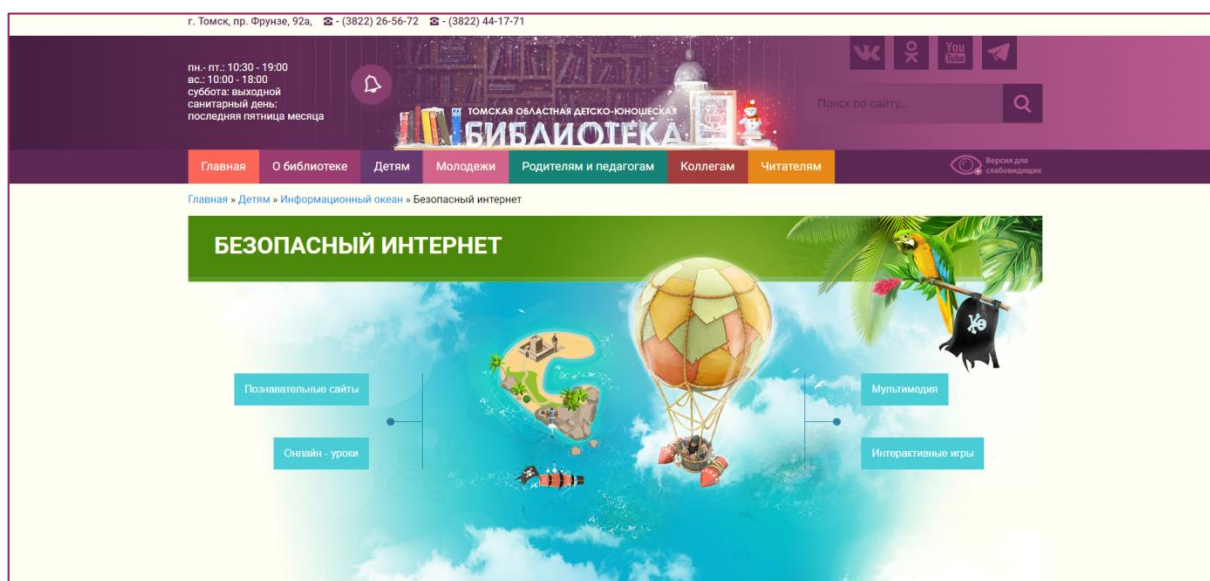 г. Томск, пр. Фрунзе, 92а, ☎ - (3822) 26-56-72 ☎ - (3822) 44-17-71
пн.- пт.: 10:30 - 19:00
вс.: 10:00 - 18:00
суббота: выходной
санитарный день:
последняя пятница месяца
ТОМСКАЯ ОБЛАСТНАЯ ДЕТСКО-ЮНОШЕСКАЯ
БИБЛИОТЕКА
You
Tube
Поиск по сайту...
Главная О библиотеке Детям Молодежи Родителям и педагогам Коллегам Читателям
Версия для
слабовидящих
Главная » Детям » Информационный океан » Безопасный интернет
БЕЗОПАСНЫЙ ИНТЕРНЕТ
Познавательные сайты
Мультимедия
Онлайн - уроки
Интерактивные игры